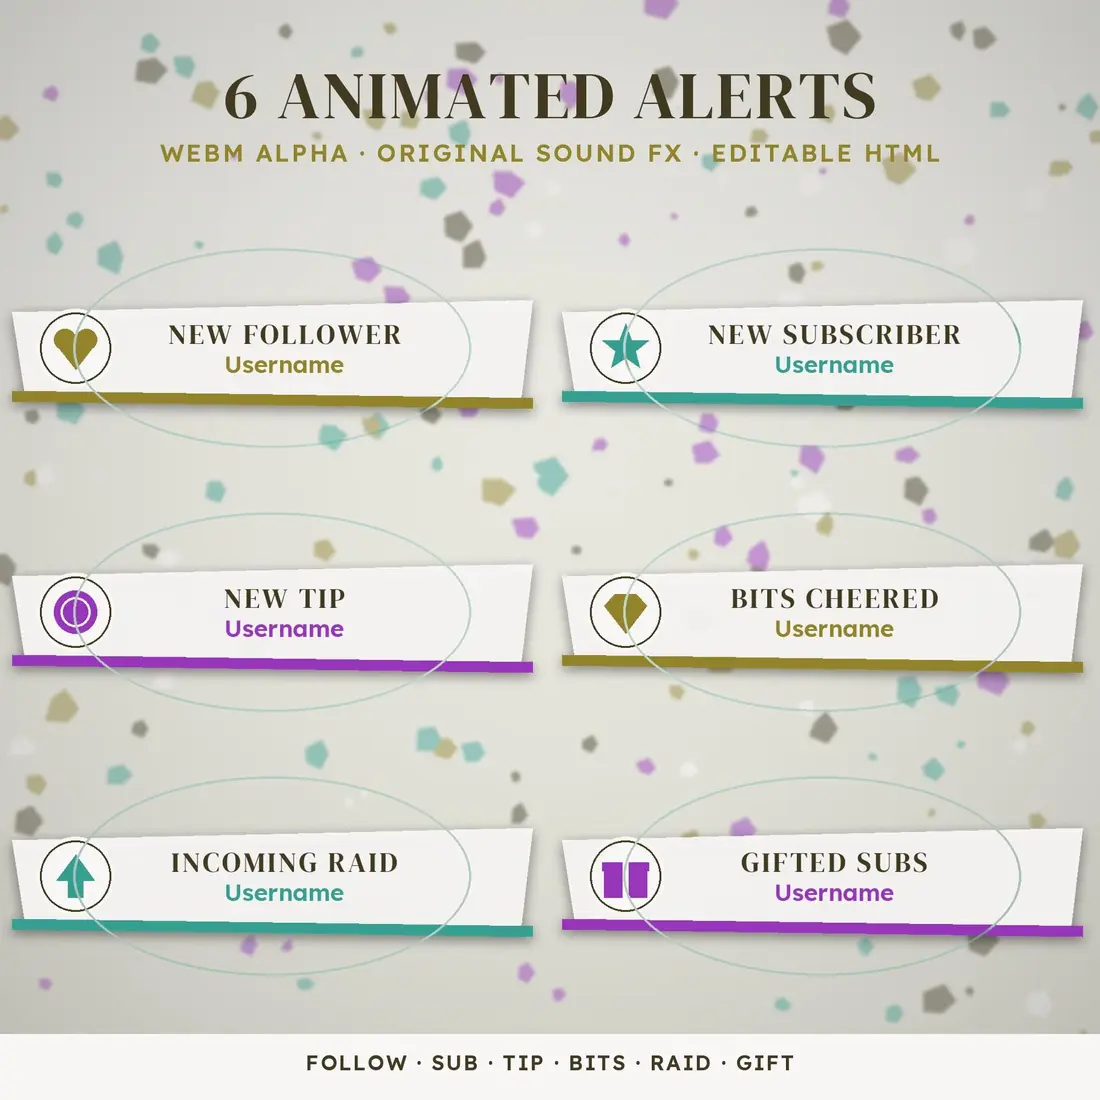 6 ANIMATED ALERTS
WEBM ALPHA · ORIGINAL SOUND FX · EDITABLE HTML
NEW FOLLOWER
Username
NEW SUBSCRIBER
Username
NEW TIP
Username
BITS CHEERED
Username
INCOMING RAID
Username
GIFTED SUBS
Username
FOLLOW · SUB · TIP · BITS · RAID · GIFT